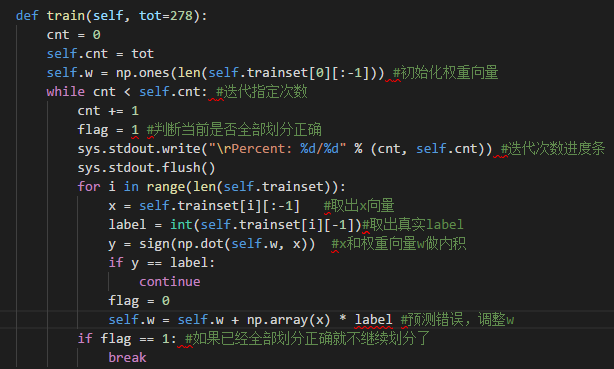 def train(self, tot=278):
    cnt = 0
    self.cnt = tot
    self.w = np.ones(len(self.trainset[0][:-1])) #初始化权重向量
    while cnt < self.cnt: #迭代指定次数
        cnt += 1
        flag = 1 #判断当前是否全部划分正确
        sys.stdout.write("\rPercent: %d/%d" % (cnt, self.cnt)) #迭代次数进度条
        sys.stdout.flush()
        for i in range(len(self.trainset)):
            x = self.trainset[i][:-1]   #取出x向量
            label = int(self.trainset[i][-1])#取出真实label
            y = sign(np.dot(self.w, x))  #x和权重向量w做内积
            if y == label:
                continue
            flag = 0
            self.w = self.w + np.array(x) * label #预测错误, 调整w
        if flag == 1: #如果已经全部划分正确就不继续划分了
            break